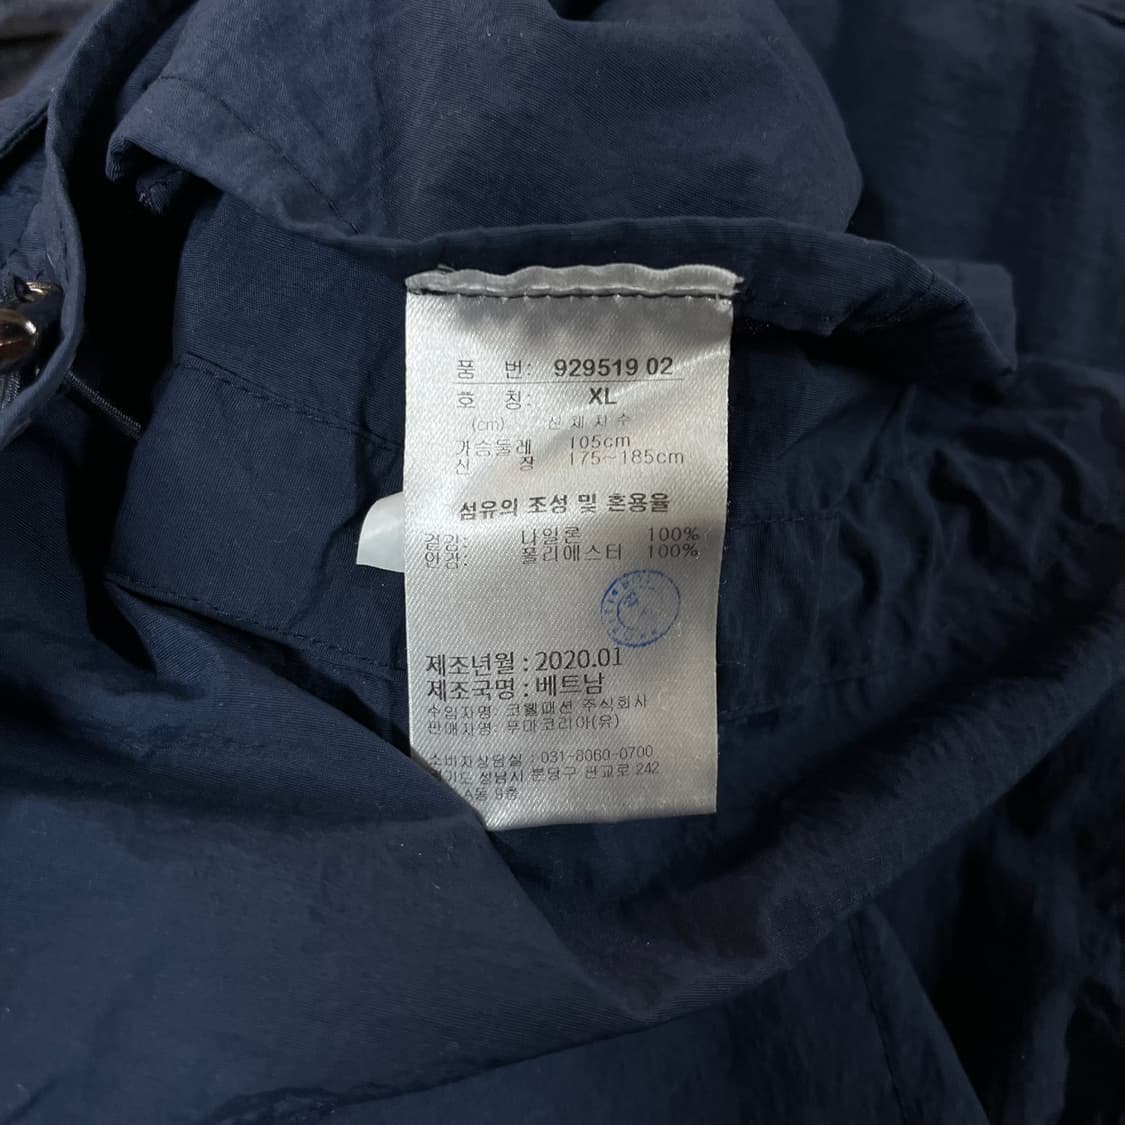 품 번: 929519 02
호 칭: XL
(cm) 신 체 치 수
가슴둘레 105cm
신 장 175~185cm
섬유의 조성 및 혼용율
겉감: 나일론 100%
안감: 폴리에스터 100%
제조년월 : 2020.01
제조국명 : 베트남
수입자명: 코웰패션 주식회사
판매자명: 푸마코리아(유)
소비자상담실 : 031-8060-0700
성남시 분당구 판교로 242
A동 9층